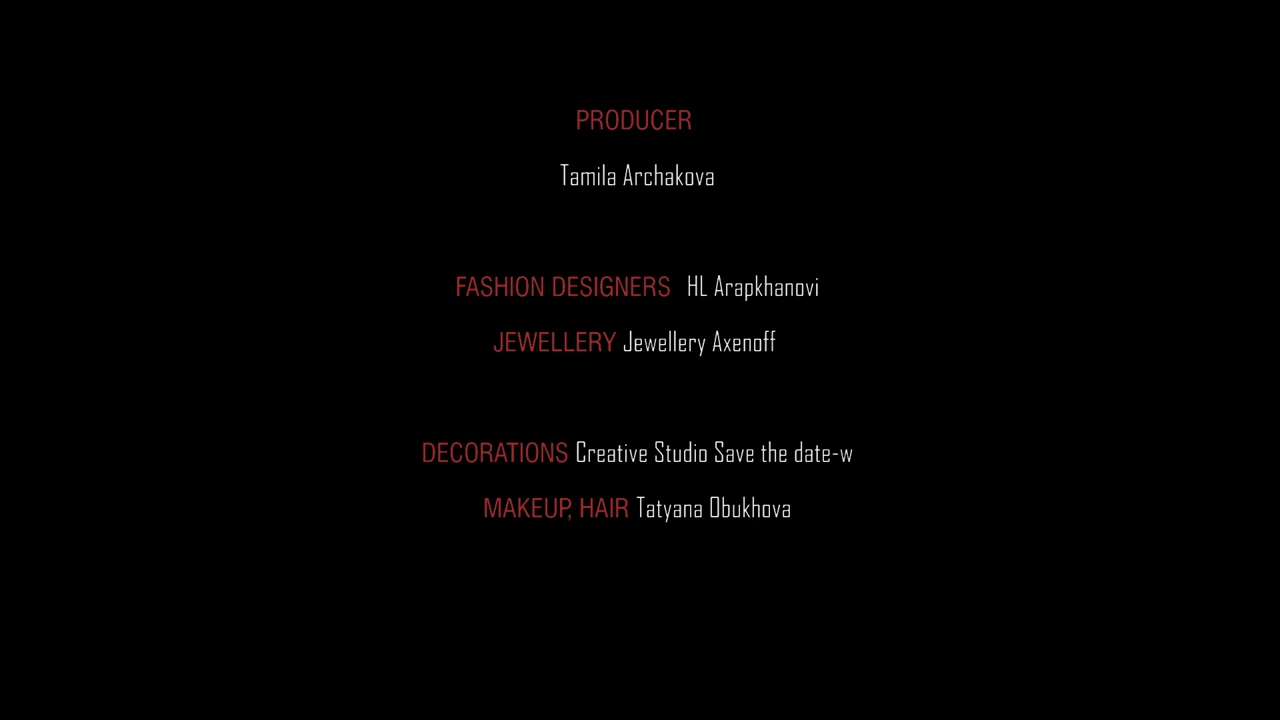 PRODUCER
Tamila Archakova
FASHION DESIGNERS HL Arapkhanovi
JEWELLERY Jewellery Axenoff
DECORATIONS Creative Studio Save the date-w
MAKEUP, HAIR Tatyana Obukhova